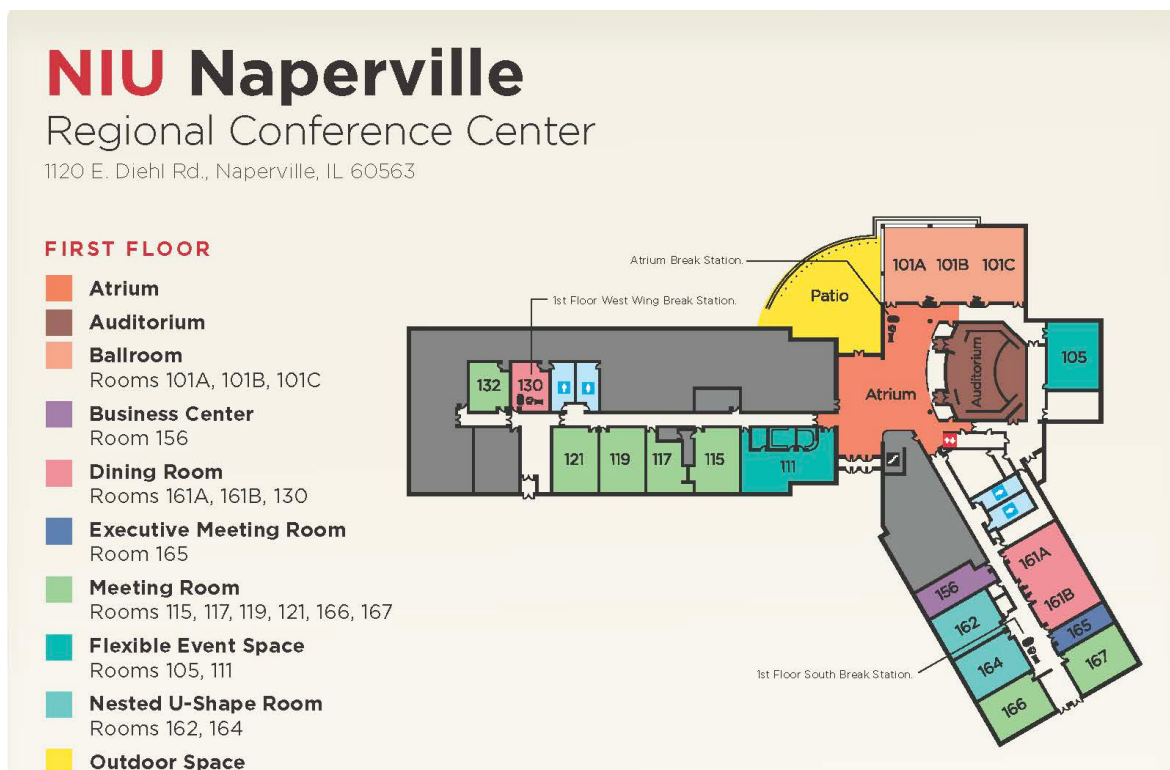 NIU Naperville
Regional Conference Center
1120 E. Diehl Rd., Naperville, IL 60563
FIRST FLOOR
Atrium
Auditorium
Ballroom
Rooms 101A, 101B, 101C
Business Center
Room 156
Dining Room
Rooms 161A, 161B, 130
Executive Meeting Room
Room 165
Meeting Room
Rooms 115, 117, 119, 121, 166, 167
Flexible Event Space
Rooms 105, 111
Nested U-Shape Room
Rooms 162, 164
Outdoor Space
Atrium Break Station.
101A 101B 101C
Patio
1st Floor West Wing Break Station.
105
Auditorium
Atrium
132
130
121
119
117
115
111
161A
161B
156
162
165
164
167
166
1st Floor South Break Station.